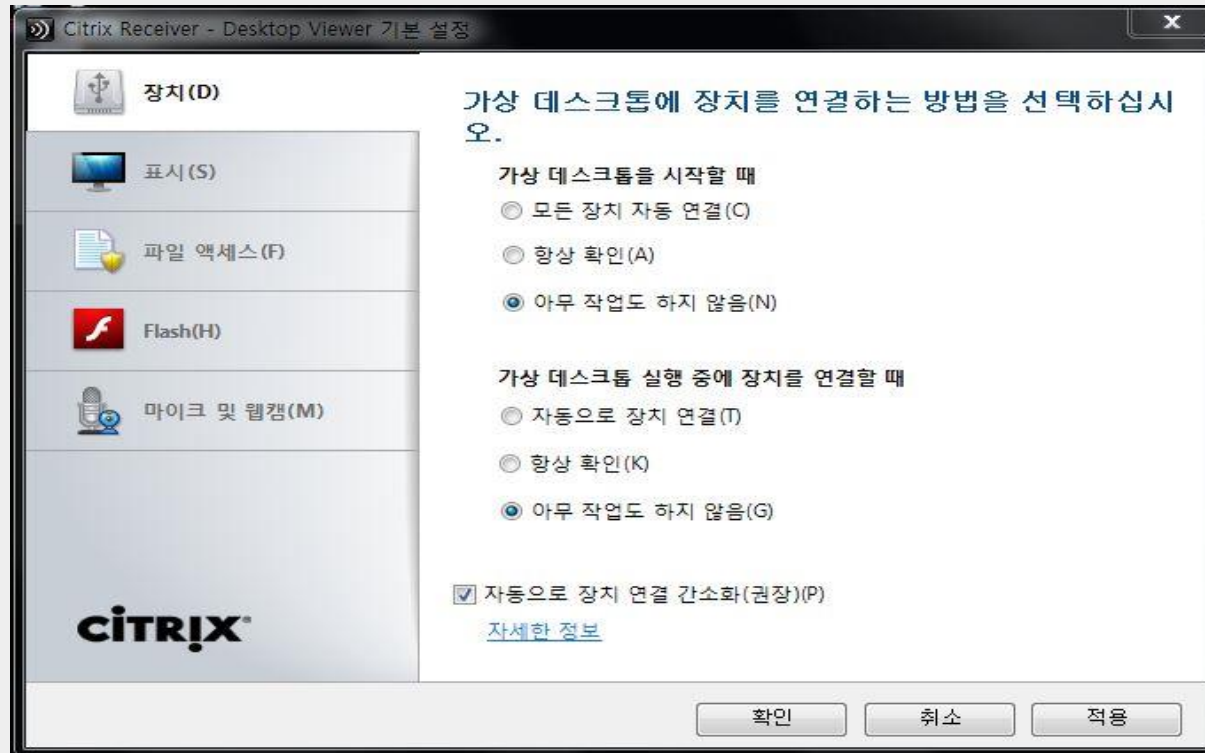 Citrix Receiver - Desktop Viewer 기본 설정
장치(D)
표시(S)
파일 액세스(F)
Flash(H)
마이크 및 웹캠(M)
CiTRIX
가상 데스크톱에 장치를 연결하는 방법을 선택하십시
오.
가상 데스크톱을 시작할 때
모든 장치 자동 연결(C)
항상 확인(A)
아무 작업도 하지 않음(N)
가상 데스크톱 실행 중에 장치를 연결할 때
자동으로 장치 연결(T)
항상 확인(K)
아무 작업도 하지 않음(G)
자동으로 장치 연결 간소화(권장)(P)
자세한 정보
확인
취소
적용